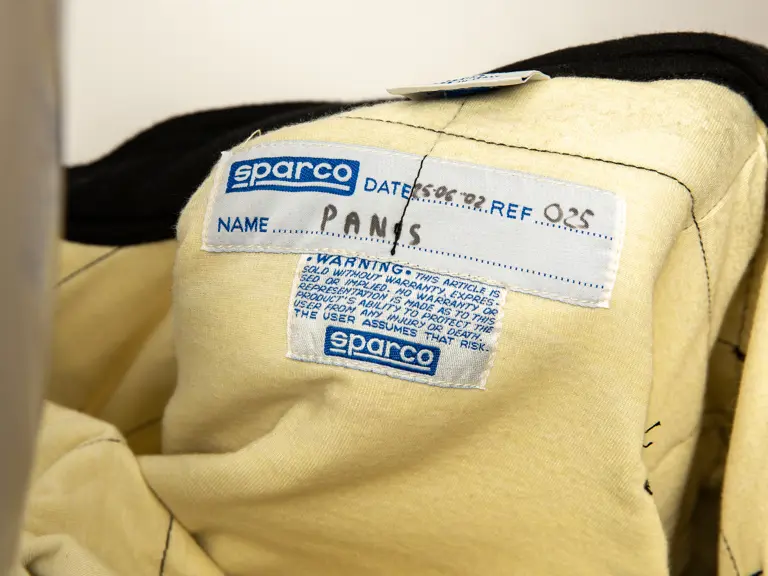 sparco DATE 25·06·02 REF 025
NAME PANIS
•WARNING• THIS ARTICLE IS
SOLD WITHOUT WARRANTY EXPRES-
SED OR IMPLIED. NO WARRANTY OR
REPRESENTATION IS MADE AS TO THIS
PRODUCT'S ABILITY TO PROTECT THE
USER FROM ANY INJURY OR DEATH.
THE USER ASSUMES THAT RISK.
sparco